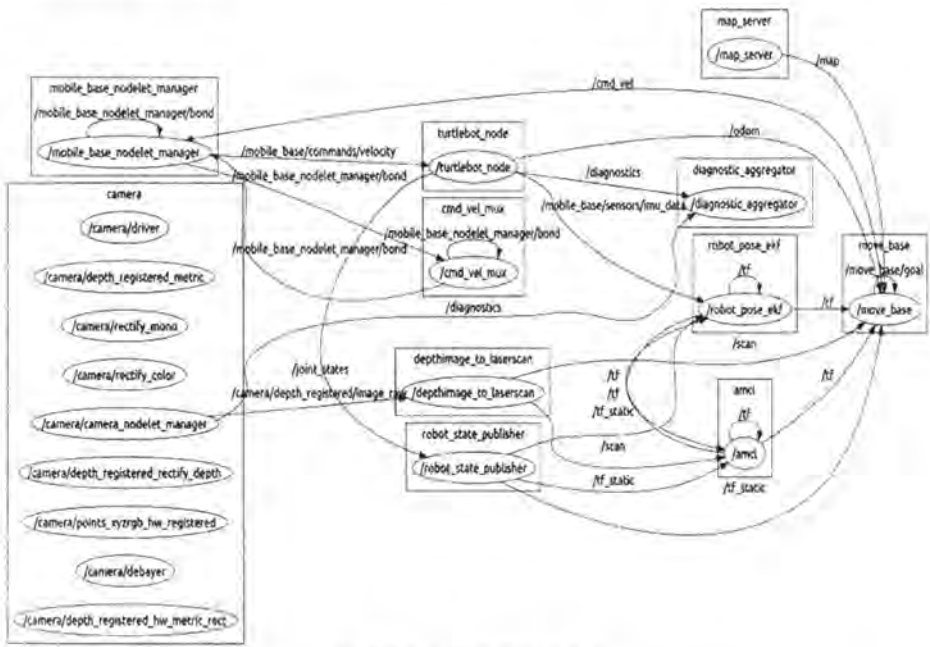 map_server
/map_server
/map
mobile_base_nodelet_manager
/mobile_base_nodelet_manager/bond
/mobile_base_nodelet_manager
/cmd_vel
/mobile_base/commands/velocity
/mobile_base_nodelet_manager/bond
turtlebot_node
/turtlebot_node
/odom
/diagnostics
diagnostic_aggregator
/diagnostic_aggregator
/mobile_base/sensors/imu_data
cmd_vel_mux
/mobile_base_nodelet_manager/bond
/cmd_vel_mux
/mobile_base_nodelet_manager/bond
robot_pose_ekf
/tf
/robot_pose_ekf
/tf
move_base
/move_base/goal
/move_base
camera
/camera/driver
/camera/depth_registered_metric
/camera/rectify_mono
/camera/rectify_color
/camera/camera_nodelet_manager
/camera/depth_registered_rectify_depth
/camera/points_xyzrgb_hw_registered
/camera/debayer
/camera/depth_registered_hw_metric_rect
/diagnostics
/joint_states
/camera/depth_registered/image_raw
depthimage_to_laserscan
/depthimage_to_laserscan
/scan
/tf
/tf
/tf
/tf_static
amcl
/tf
/amcl
robot_state_publisher
/robot_state_publisher
/scan
/tf_static
/tf_static